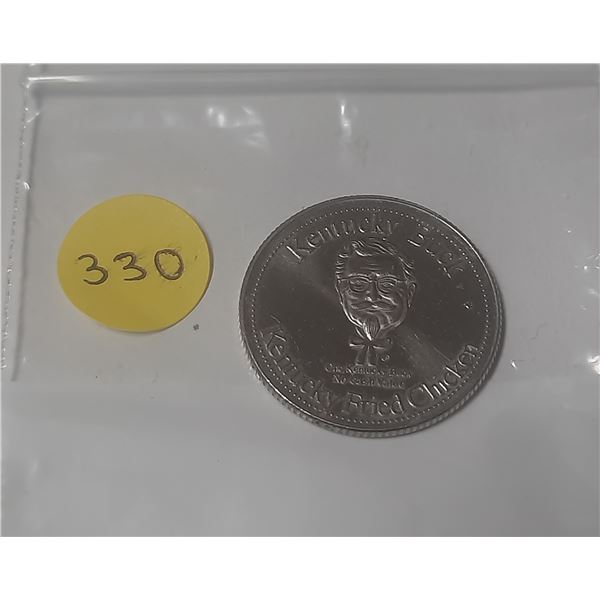 330
Kentucky Buck
One Kentucky Buck
No Cash Value
Kentucky Fried Chicken